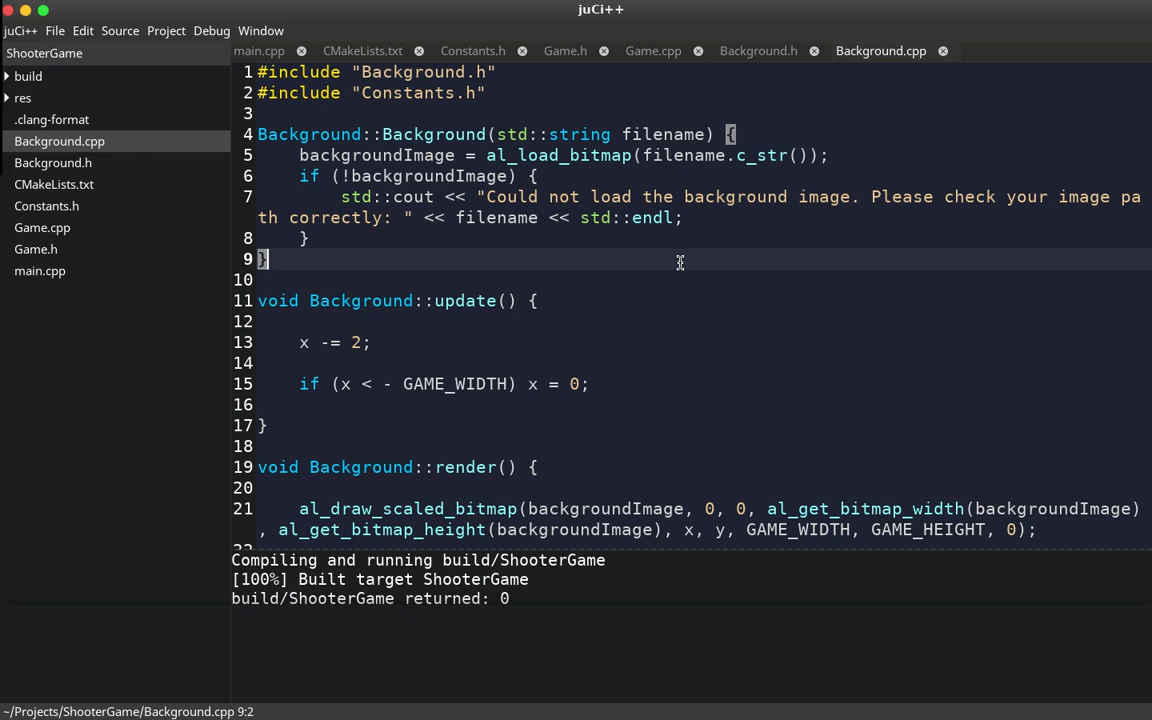 juCi++
juCi++ File Edit Source Project Debug Window
ShooterGame
build
res
.clang-format
Background.cpp
Background.h
CMakeLists.txt
Constants.h
Game.cpp
Game.h
main.cpp
main.cpp CMakeLists.txt Constants.h Game.h Game.cpp Background.h Background.cpp
1 #include "Background.h"
2 #include "Constants.h"
3
4 Background::Background(std::string filename) {
5 backgroundImage = al_load_bitmap(filename.c_str());
6 if (!backgroundImage) {
7 std::cout << "Could not load the background image. Please check your image pa
th correctly: " << filename << std::endl;
8 }
9 }
10
11 void Background::update() {
12
13 x -= 2;
14
15 if (x < - GAME_WIDTH) x = 0;
16
17 }
18
19 void Background::render() {
20
21 al_draw_scaled_bitmap(backgroundImage, 0, 0, al_get_bitmap_width(backgroundImage)
, al_get_bitmap_height(backgroundImage), x, y, GAME_WIDTH, GAME_HEIGHT, 0);
Compiling and running build/ShooterGame
[100%] Built target ShooterGame
build/ShooterGame returned: 0
~/Projects/ShooterGame/Background.cpp 9:2